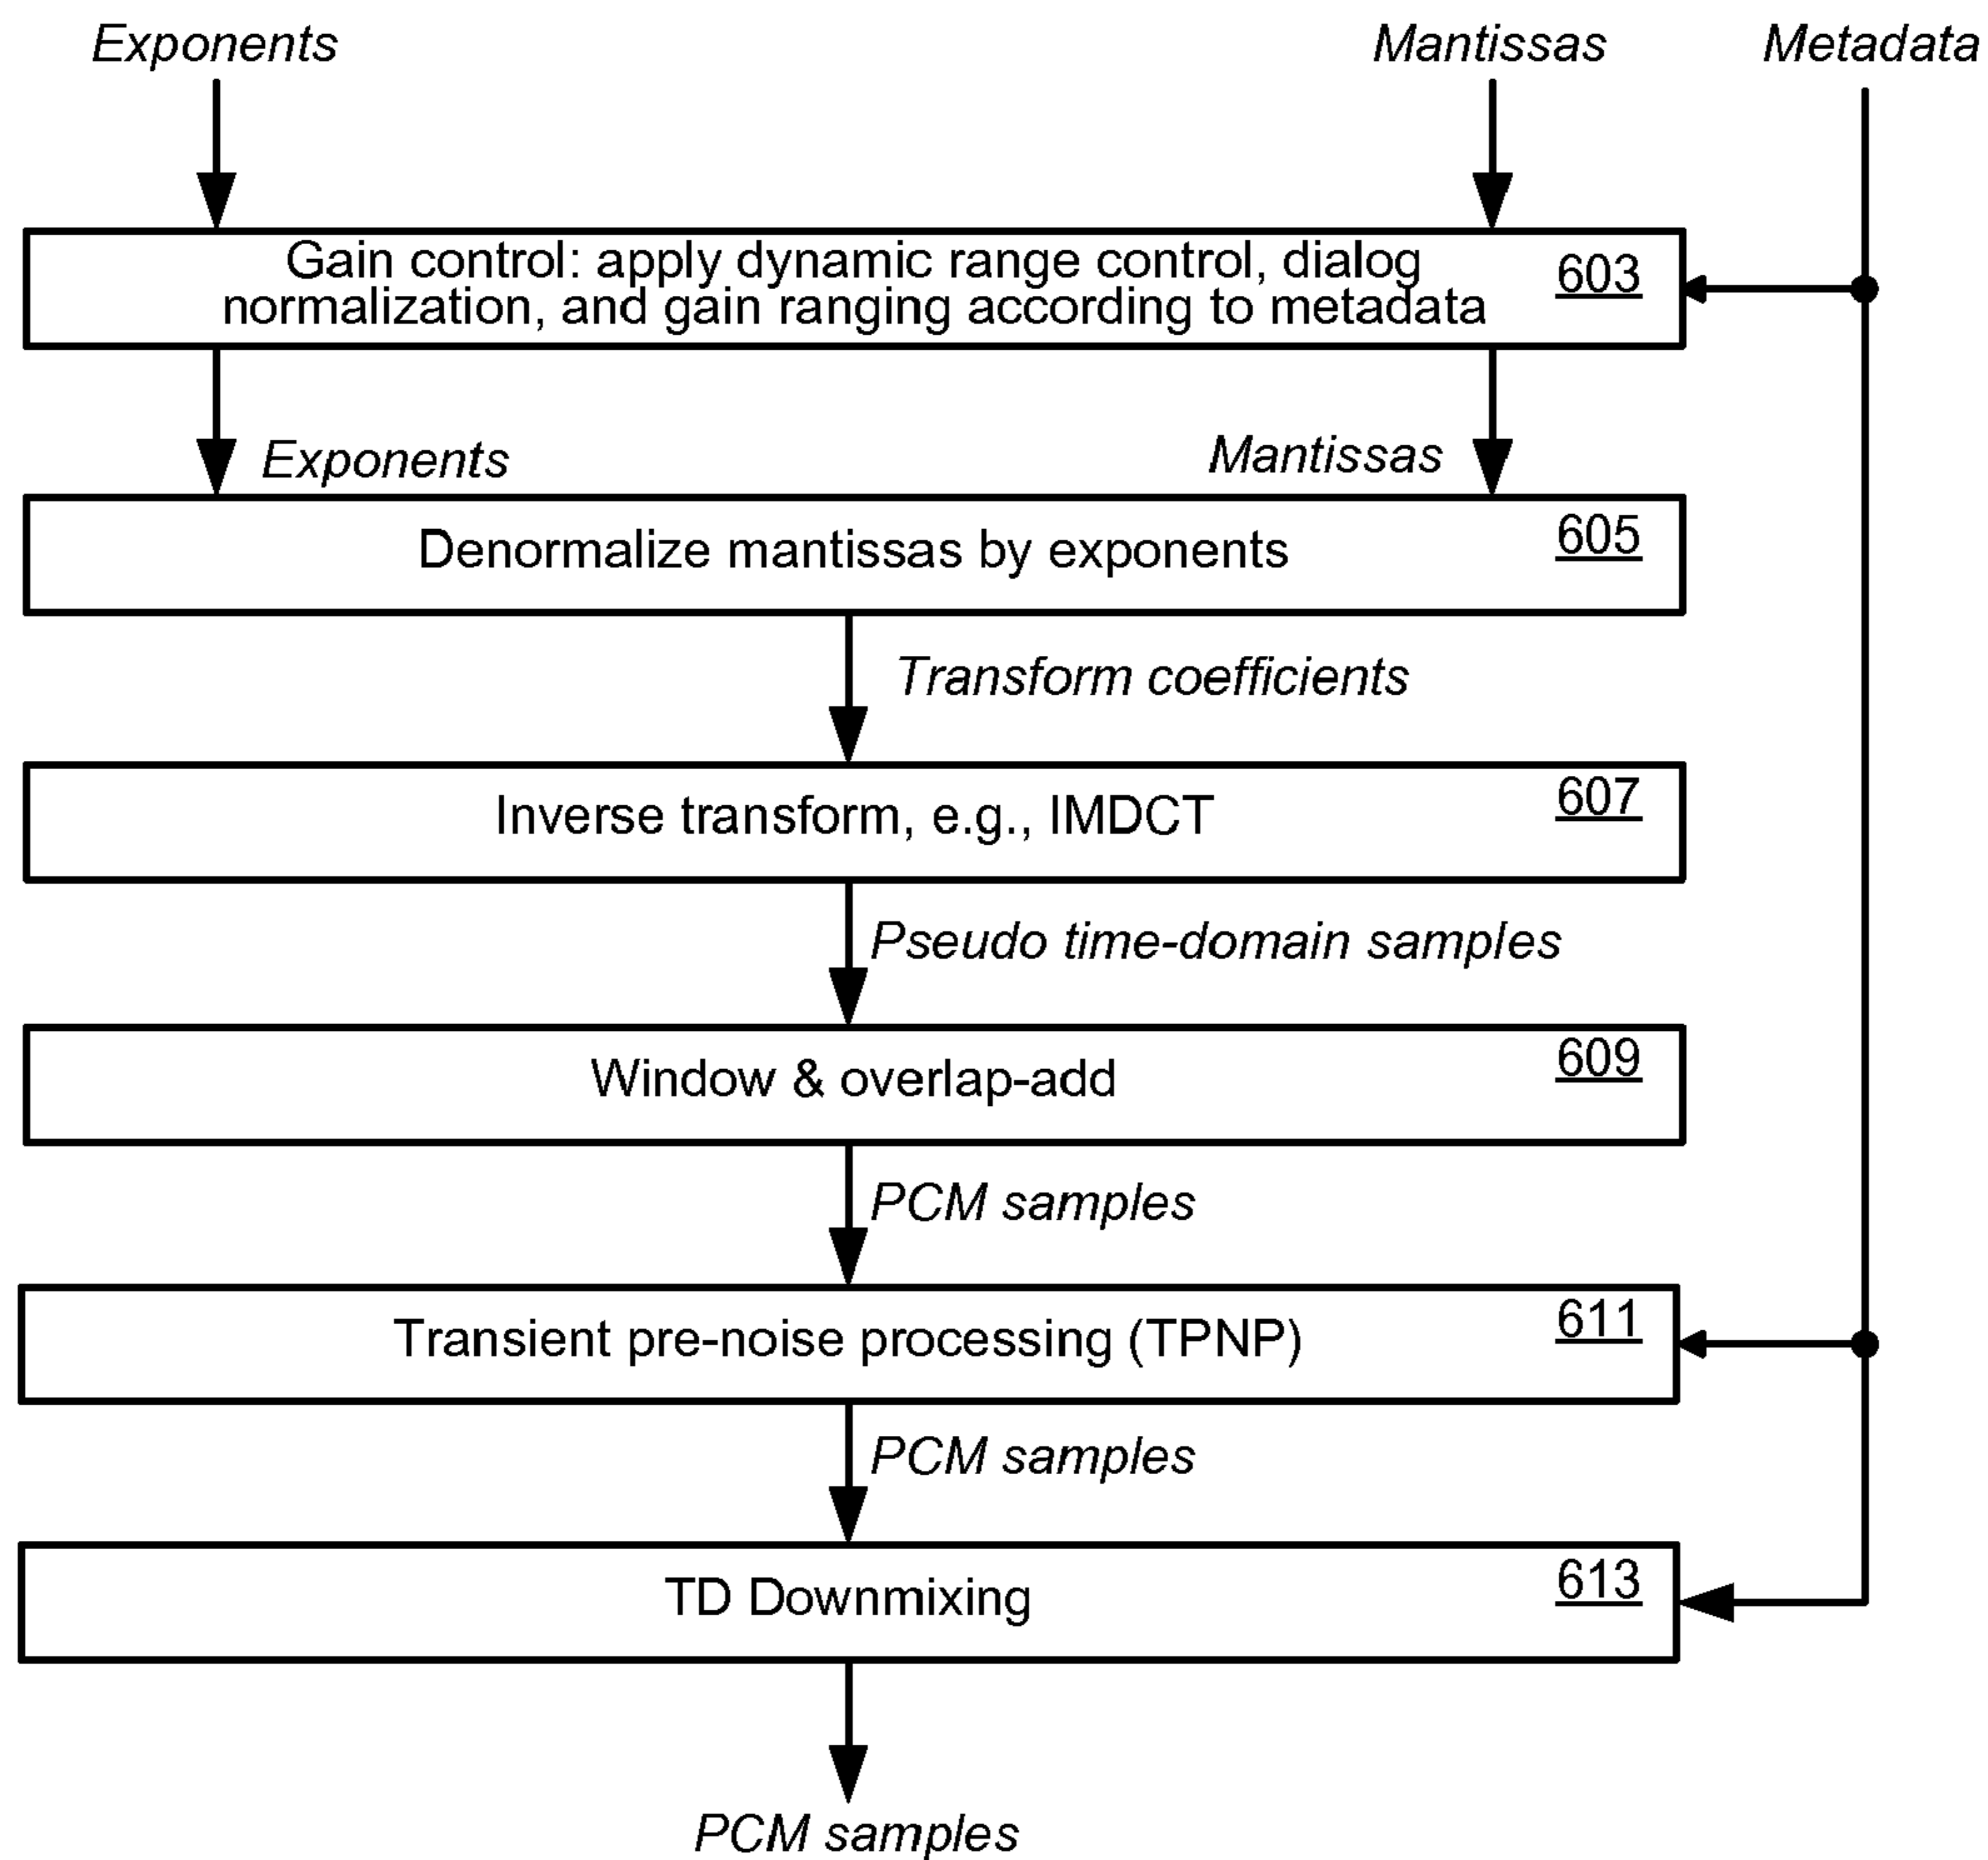 Exponents
Mantissas
Metadata
Gain control: apply dynamic range control, dialog
normalization, and gain ranging according to metadata
603
Exponents
Mantissas
Denormalize mantissas by exponents
605
Transform coefficients
Inverse transform, e.g., IMDCT
607
Pseudo time-domain samples
Window & overlap-add
609
PCM samples
Transient pre-noise processing (TPNP)
611
PCM samples
TD Downmixing
613
PCM samples